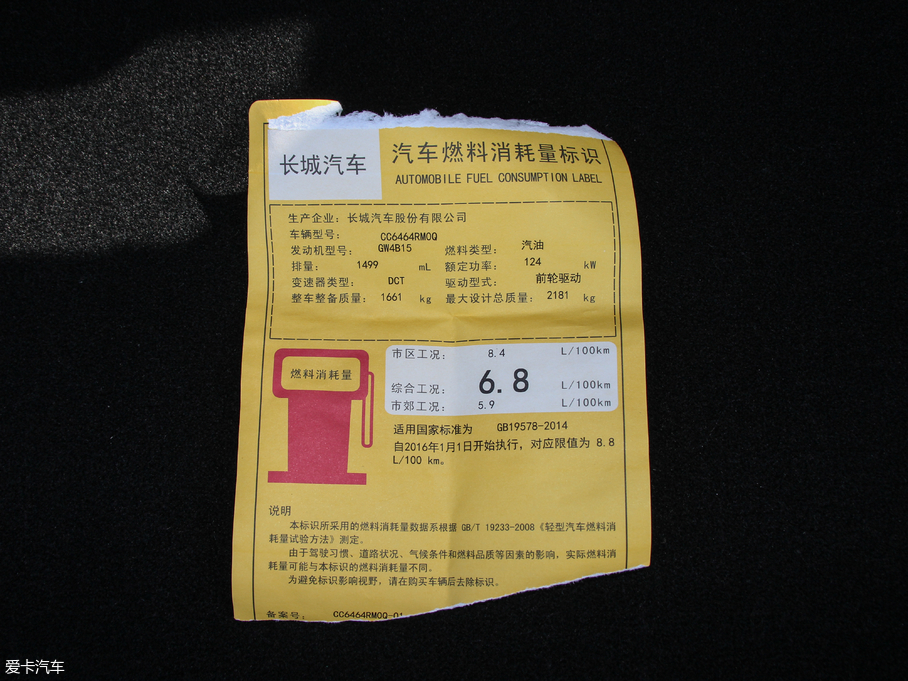 长城汽车
汽车燃料消耗量标识
AUTOMOBILE FUEL CONSUMPTION LABEL
生产企业：长城汽车股份有限公司
车辆型号： CC6464RM0Q
发动机型号： GW4B15 燃料类型： 汽油
排量： 1499 mL 额定功率： 124 kW
变速器类型： DCT 驱动型式： 前轮驱动
整车整备质量： 1661 kg 最大设计总质量： 2181 kg
燃料消耗量
市区工况： 8.4 L/100km
综合工况： 6.8 L/100km
市郊工况： 5.9 L/100km
适用国家标准为 GB19578-2014
自2016年1月1日开始执行，对应限值为 8.8
L/100 km。
说明
本标识所采用的燃料消耗量数据系根据 GB/T 19233-2008《轻型汽车燃料消
耗量试验方法》测定。
由于驾驶习惯、道路状况、气候条件和燃料品质等因素的影响，实际燃料消
耗量可能与本标识的燃料消耗量不同。
为避免标识影响视野，请在购买车辆后去除标识。
备案号： CC6464RM0Q-0
爱卡汽车